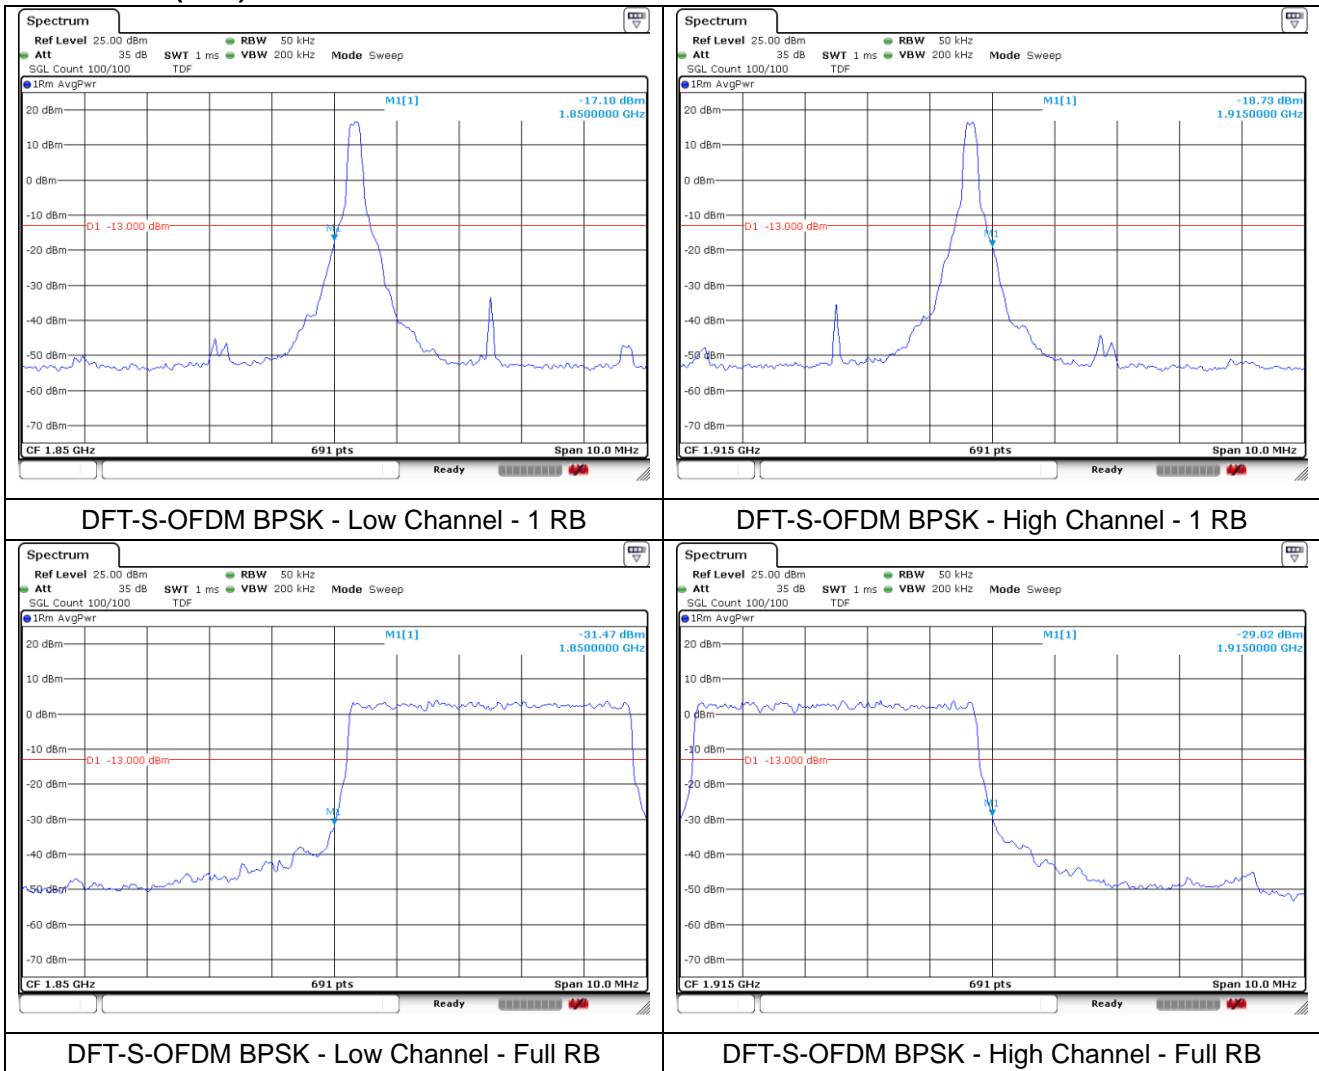 Spectrum
Ref Level 25.00 dBm RBW 50 kHz
Att 35 dB SWT 1 ms VBW 200 kHz Mode Sweep
SGL Count 100/100 TDF
1Rm AvgPwr
M1[1] -17.10 dBm
1.8500000 GHz
20 dBm
10 dBm
0 dBm
-10 dBm
D1 -13.000 dBm
M1
-20 dBm
-30 dBm
-40 dBm
-50 dBm
-60 dBm
-70 dBm
CF 1.85 GHz 691 pts Span 10.0 MHz
Ready
DFT-S-OFDM BPSK - Low Channel - 1 RB
Spectrum
Ref Level 25.00 dBm RBW 50 kHz
Att 35 dB SWT 1 ms VBW 200 kHz Mode Sweep
SGL Count 100/100 TDF
1Rm AvgPwr
M1[1] -18.73 dBm
1.9150000 GHz
20 dBm
10 dBm
0 dBm
-10 dBm
D1 -13.000 dBm
M1
-20 dBm
-30 dBm
-40 dBm
-50 dBm
-60 dBm
-70 dBm
CF 1.915 GHz 691 pts Span 10.0 MHz
Ready
DFT-S-OFDM BPSK - High Channel - 1 RB
Spectrum
Ref Level 25.00 dBm RBW 50 kHz
Att 35 dB SWT 1 ms VBW 200 kHz Mode Sweep
SGL Count 100/100 TDF
1Rm AvgPwr
M1[1] -31.47 dBm
1.8500000 GHz
20 dBm
10 dBm
0 dBm
-10 dBm
D1 -13.000 dBm
-20 dBm
M1
-30 dBm
-40 dBm
-50 dBm
-60 dBm
-70 dBm
CF 1.85 GHz 691 pts Span 10.0 MHz
Ready
DFT-S-OFDM BPSK - Low Channel - Full RB
Spectrum
Ref Level 25.00 dBm RBW 50 kHz
Att 35 dB SWT 1 ms VBW 200 kHz Mode Sweep
SGL Count 100/100 TDF
1Rm AvgPwr
M1[1] -29.02 dBm
1.9150000 GHz
20 dBm
10 dBm
0 dBm
-10 dBm
D1 -13.000 dBm
-20 dBm
M1
-30 dBm
-40 dBm
-50 dBm
-60 dBm
-70 dBm
CF 1.915 GHz 691 pts Span 10.0 MHz
Ready
DFT-S-OFDM BPSK - High Channel - Full RB